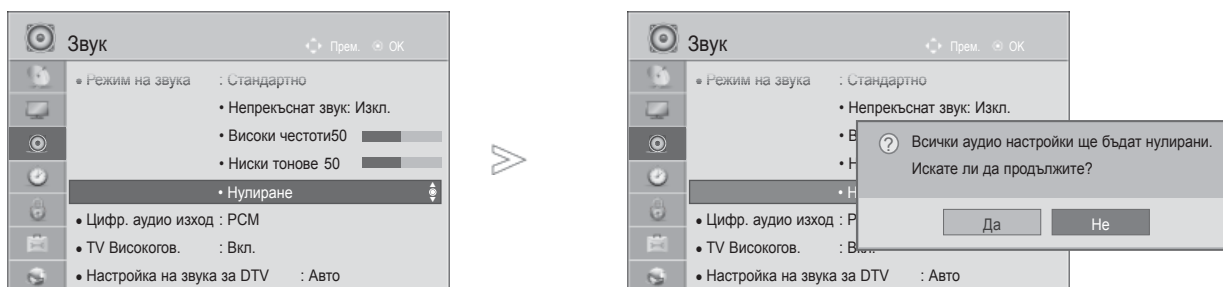 Звук
Прем. OK
• Режим на звука : Стандартно
• Непрекъснат звук: Изкл.
• Високи честоти50
• Ниски тонове 50
• Нулиране
• Цифр. аудио изход : PCM
• TV Високогов. : Вкл.
• Настройка на звука за DTV : Авто
Звук
Прем. OK
• Режим на звука : Стандартно
• Непрекъснат звук: Изкл.
• В
• Н
• Н
• Цифр. аудио изход : P
• TV Високогов. : Вкл.
• Настройка на звука за DTV : Авто
Всички аудио настройки ще бъдат нулирани.
Искате ли да продължите?
Да Не